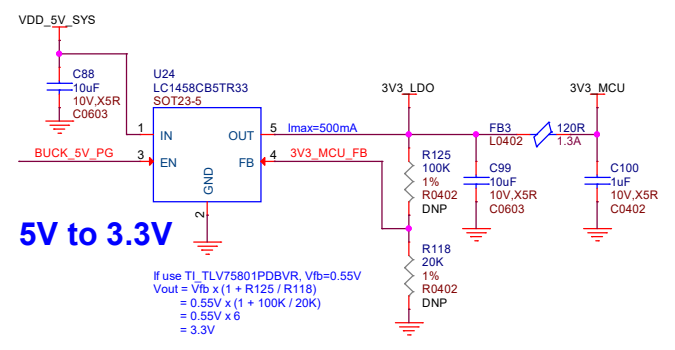 VDD_5V_SYS
C88
10uF
10V,X5R
C0603
U24
LC1458CB5TR33
SOT23-5
1
IN
OUT
5
Imax=500mA
BUCK_5V_PG
3
EN
FB
4
3V3_MCU_FB
GND
2
3V3_LDO
R125
100K
1%
R0402
DNP
C99
10uF
10V,X5R
C0603
FB3
L0402
120R
1.3A
3V3_MCU
C100
1uF
10V,X5R
C0402
R118
20K
1%
R0402
DNP
5V to 3.3V
If use TI_TLV75801PDBVR, Vfb=0.55V
Vout = Vfb x (1 + R125 / R118)
= 0.55V x (1 + 100K / 20K)
= 0.55V x 6
= 3.3V